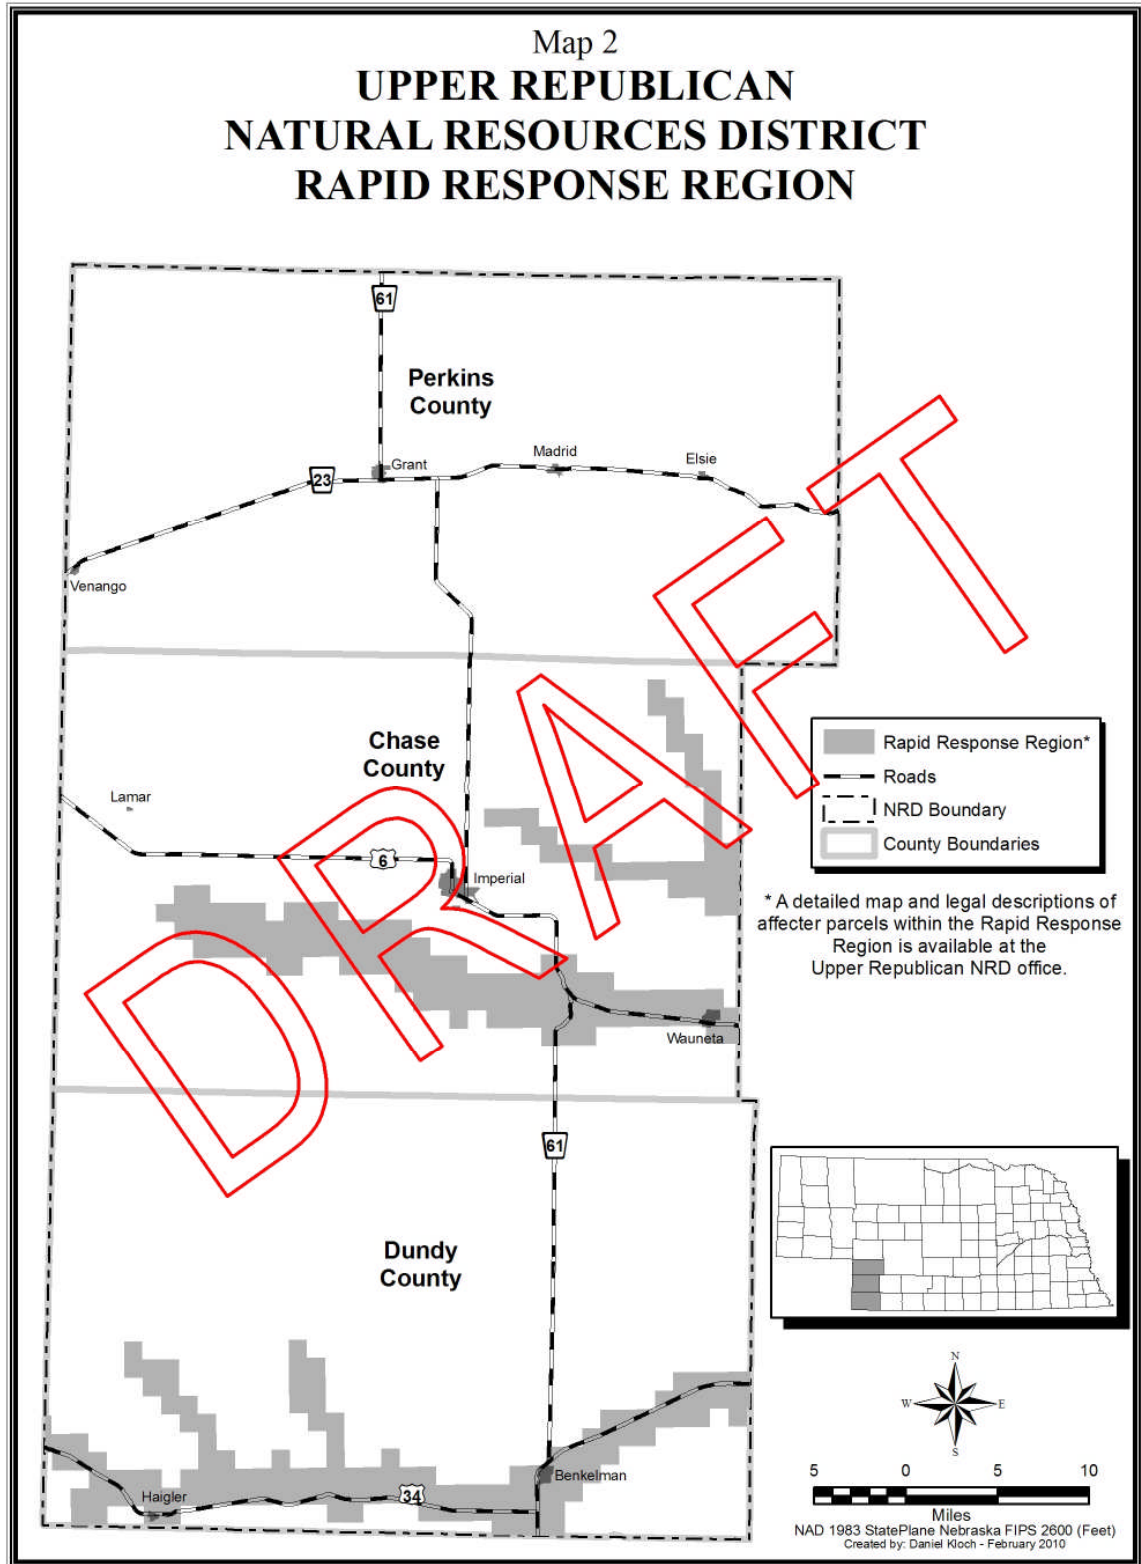 Map 2
UPPER REPUBLICAN
NATURAL RESOURCES DISTRICT
RAPID RESPONSE REGION
61
Perkins
County
Grant
Madrid
Elsie
23
Venango
Chase
County
Lamar
6
Imperial
Wauneta
DRAFT
Rapid Response Region*
Roads
NRD Boundary
County Boundaries
* A detailed map and legal descriptions of
affecter parcels within the Rapid Response
Region is available at the
Upper Republican NRD office.
61
Dundy
County
Benkelman
Haigler
34
N
W
E
S
5 0 5 10
Miles
NAD 1983 StatePlane Nebraska FIPS 2600 (Feet)
Created by: Daniel Kloch - February 2010